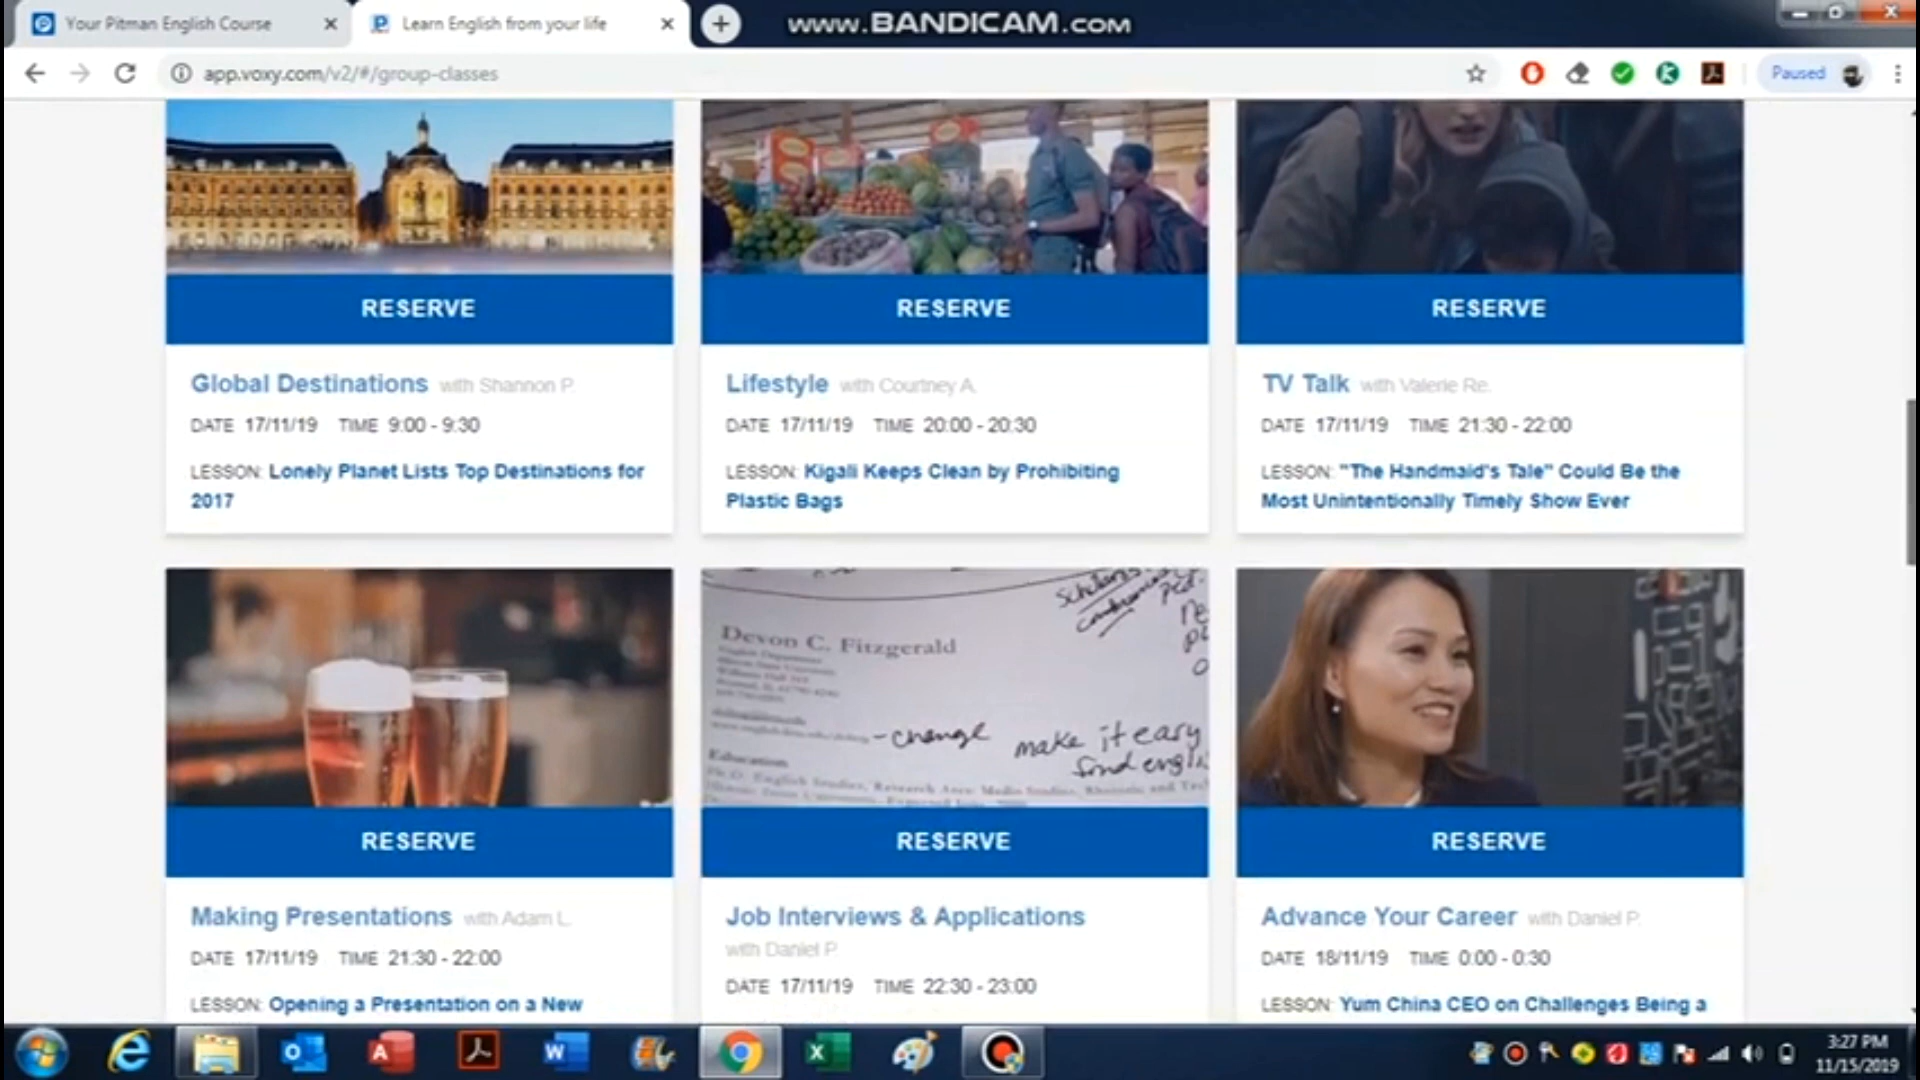 Your Pitman English Course
Learn English from your life
www.BANDICAM.com
app.voxy.com/v2/#/group-classes
Paused
RESERVE
RESERVE
RESERVE
Global Destinations with Shannon P.
DATE 17/11/19 TIME 9:00 - 9:30
LESSON: Lonely Planet Lists Top Destinations for
2017
Lifestyle with Courtney A.
DATE 17/11/19 TIME 20:00 - 20:30
LESSON: Kigali Keeps Clean by Prohibiting
Plastic Bags
TV Talk with Valerie Re.
DATE 17/11/19 TIME 21:30 - 22:00
LESSON: "The Handmaid's Tale" Could Be the
Most Unintentionally Timely Show Ever
Devon C. Fitzgerald
English Department
Education
- change
make it easy
RESERVE
RESERVE
RESERVE
Making Presentations with Adam L.
DATE 17/11/19 TIME 21:30 - 22:00
LESSON: Opening a Presentation on a New
Job Interviews & Applications
with Daniel P.
DATE 17/11/19 TIME 22:30 - 23:00
Advance Your Career with Daniel P.
DATE 18/11/19 TIME 0:00 - 0:30
LESSON: Yum China CEO on Challenges Being a
3:27 PM
11/15/2019